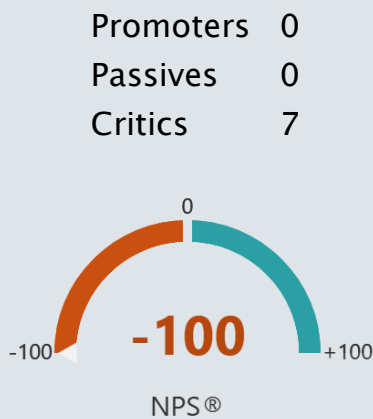 Promoters 0
Passives 0
Critics 7
0
-100
-100
+100
NPS®